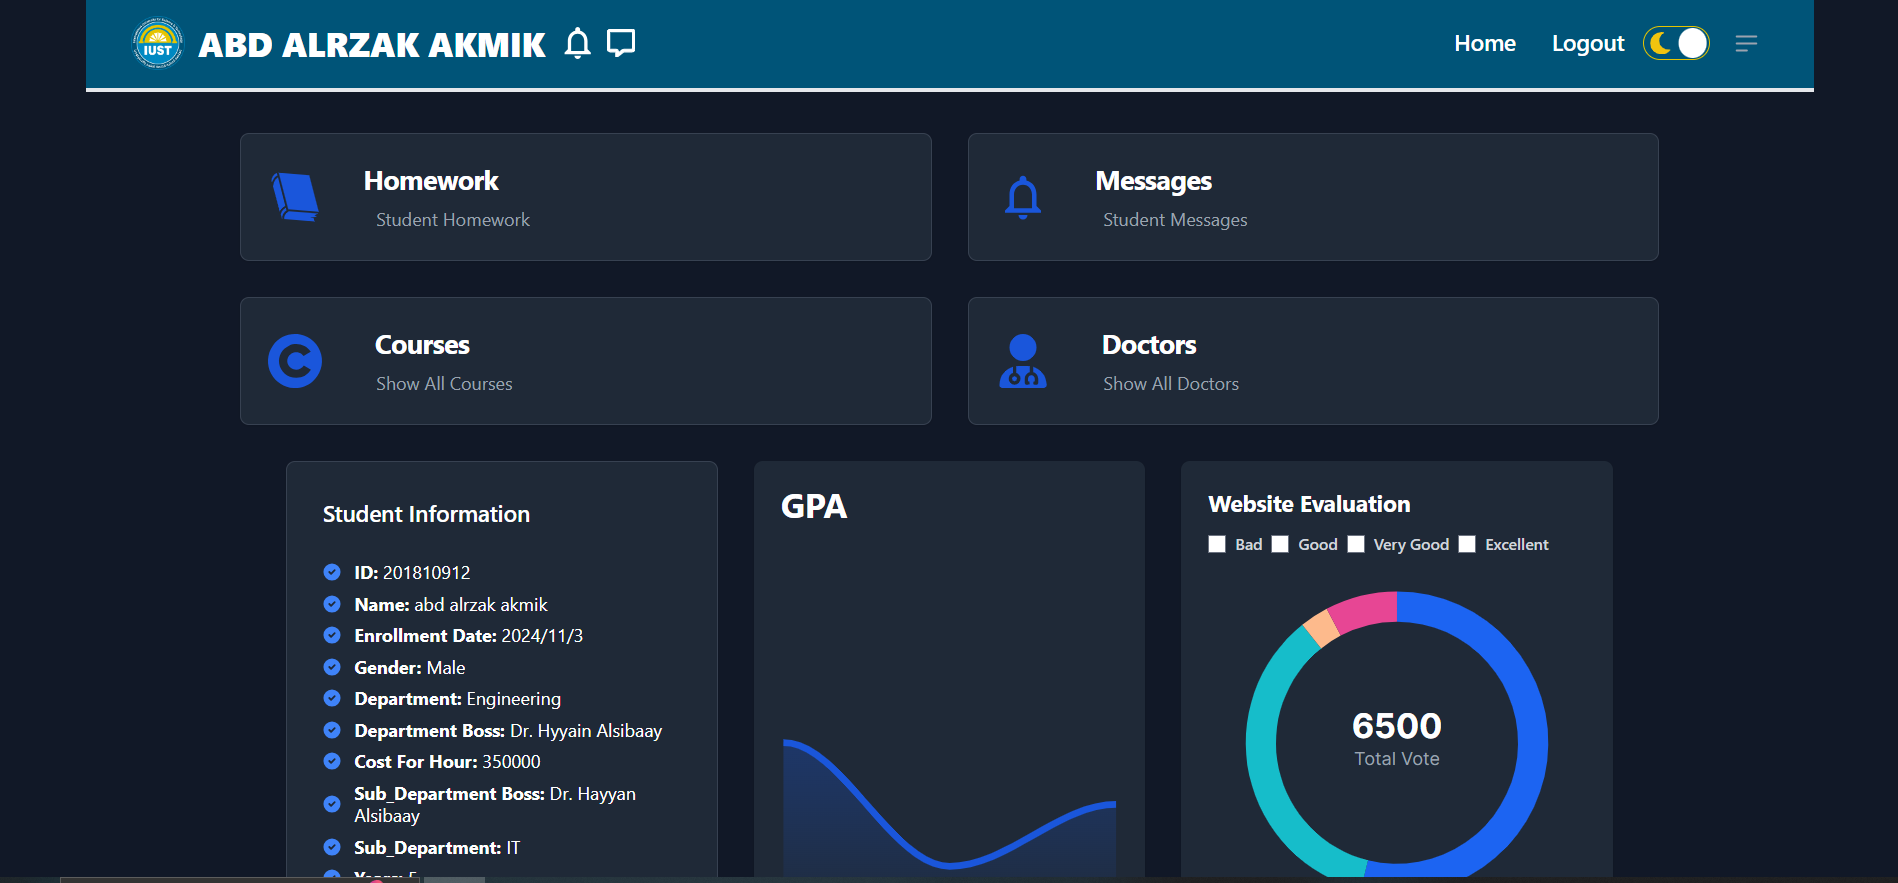 IUST
ABD ALRZAK AKMIK
Home
Logout
Homework
Student Homework
Messages
Student Messages
Courses
Show All Courses
Doctors
Show All Doctors
Student Information
ID: 201810912
Name: abd alrzak akmik
Enrollment Date: 2024/11/3
Gender: Male
Department: Engineering
Department Boss: Dr. Hyyain Alsibaay
Cost For Hour: 350000
Sub_Department Boss: Dr. Hayyan
Alsibaay
Sub_Department: IT
GPA
Website Evaluation
Bad Good Very Good Excellent
6500
Total Vote